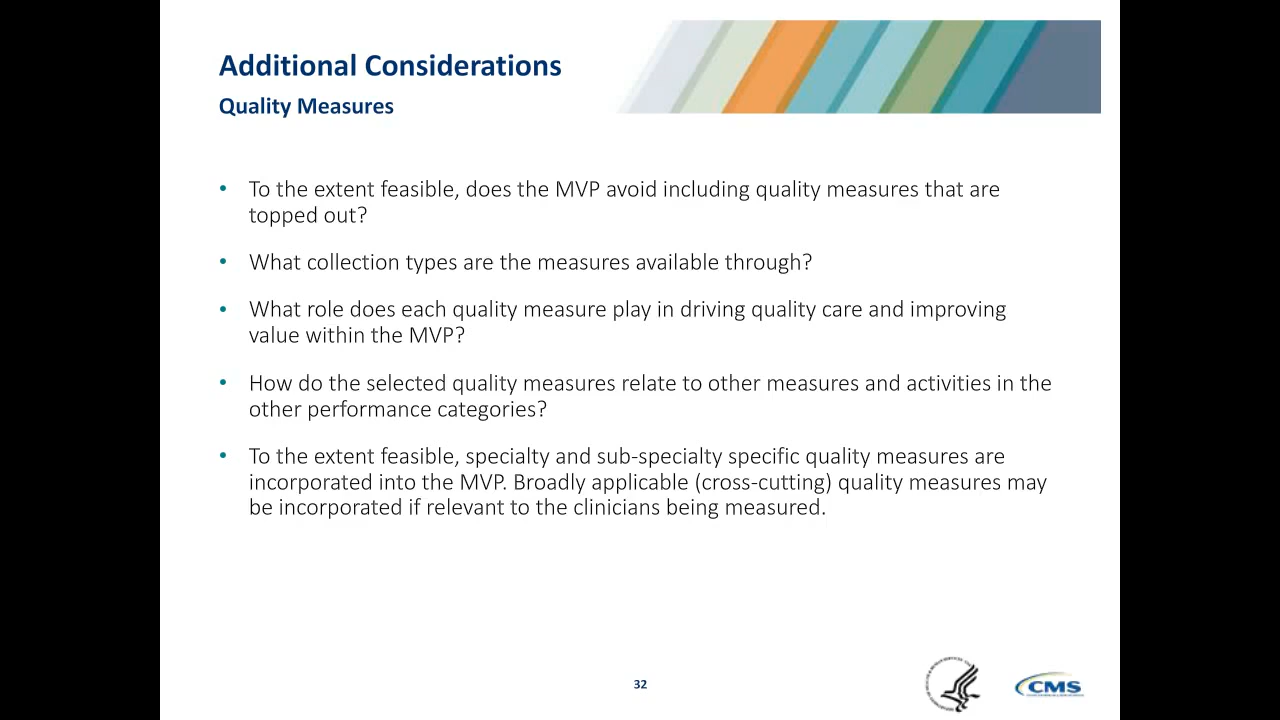 Additional Considerations
Quality Measures
• To the extent feasible, does the MVP avoid including quality measures that are
topped out?
• What collection types are the measures available through?
• What role does each quality measure play in driving quality care and improving
value within the MVP?
• How do the selected quality measures relate to other measures and activities in the
other performance categories?
• To the extent feasible, specialty and sub-specialty specific quality measures are
incorporated into the MVP. Broadly applicable (cross-cutting) quality measures may
be incorporated if relevant to the clinicians being measured.
32
CMS